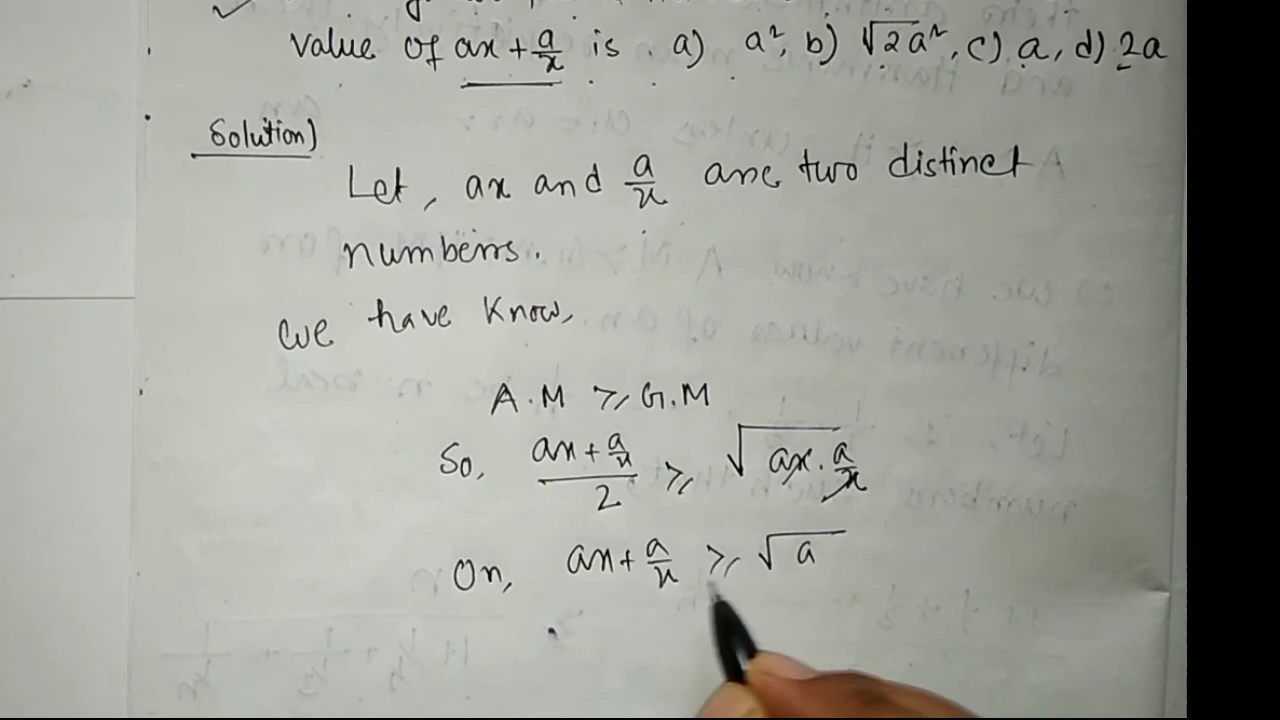 value of ax + a/x is . a) a², b) √2a², c) a, d) 2a
Solution)
Let, ax and a/x are two distinct
numbers.
we have know,
A.M ≥ G.M
So, (ax + a/x)/2 ≥ √(ax . a/x)
Or, ax + a/x ≥ √a